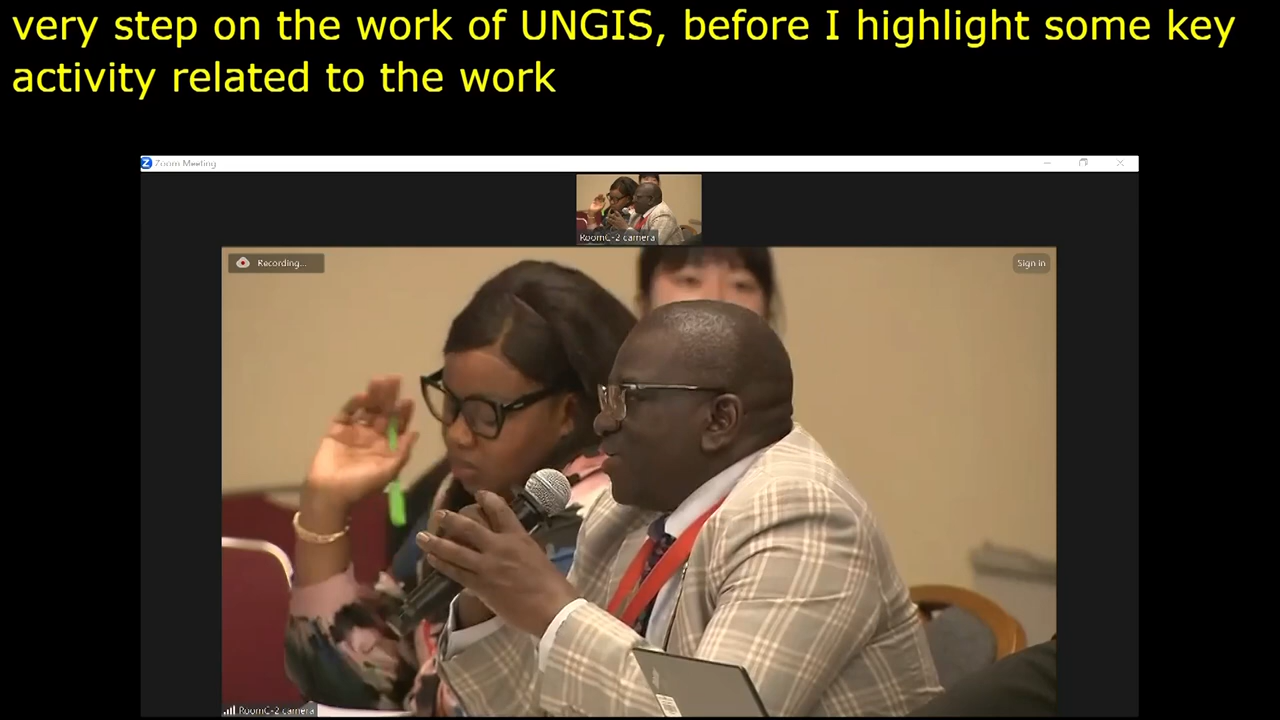 very step on the work of UNGIS, before I highlight some key
activity related to the work
Zoom Meeting
RoomC-2 camera
Recording...
Sign in
RoomC-2 camera